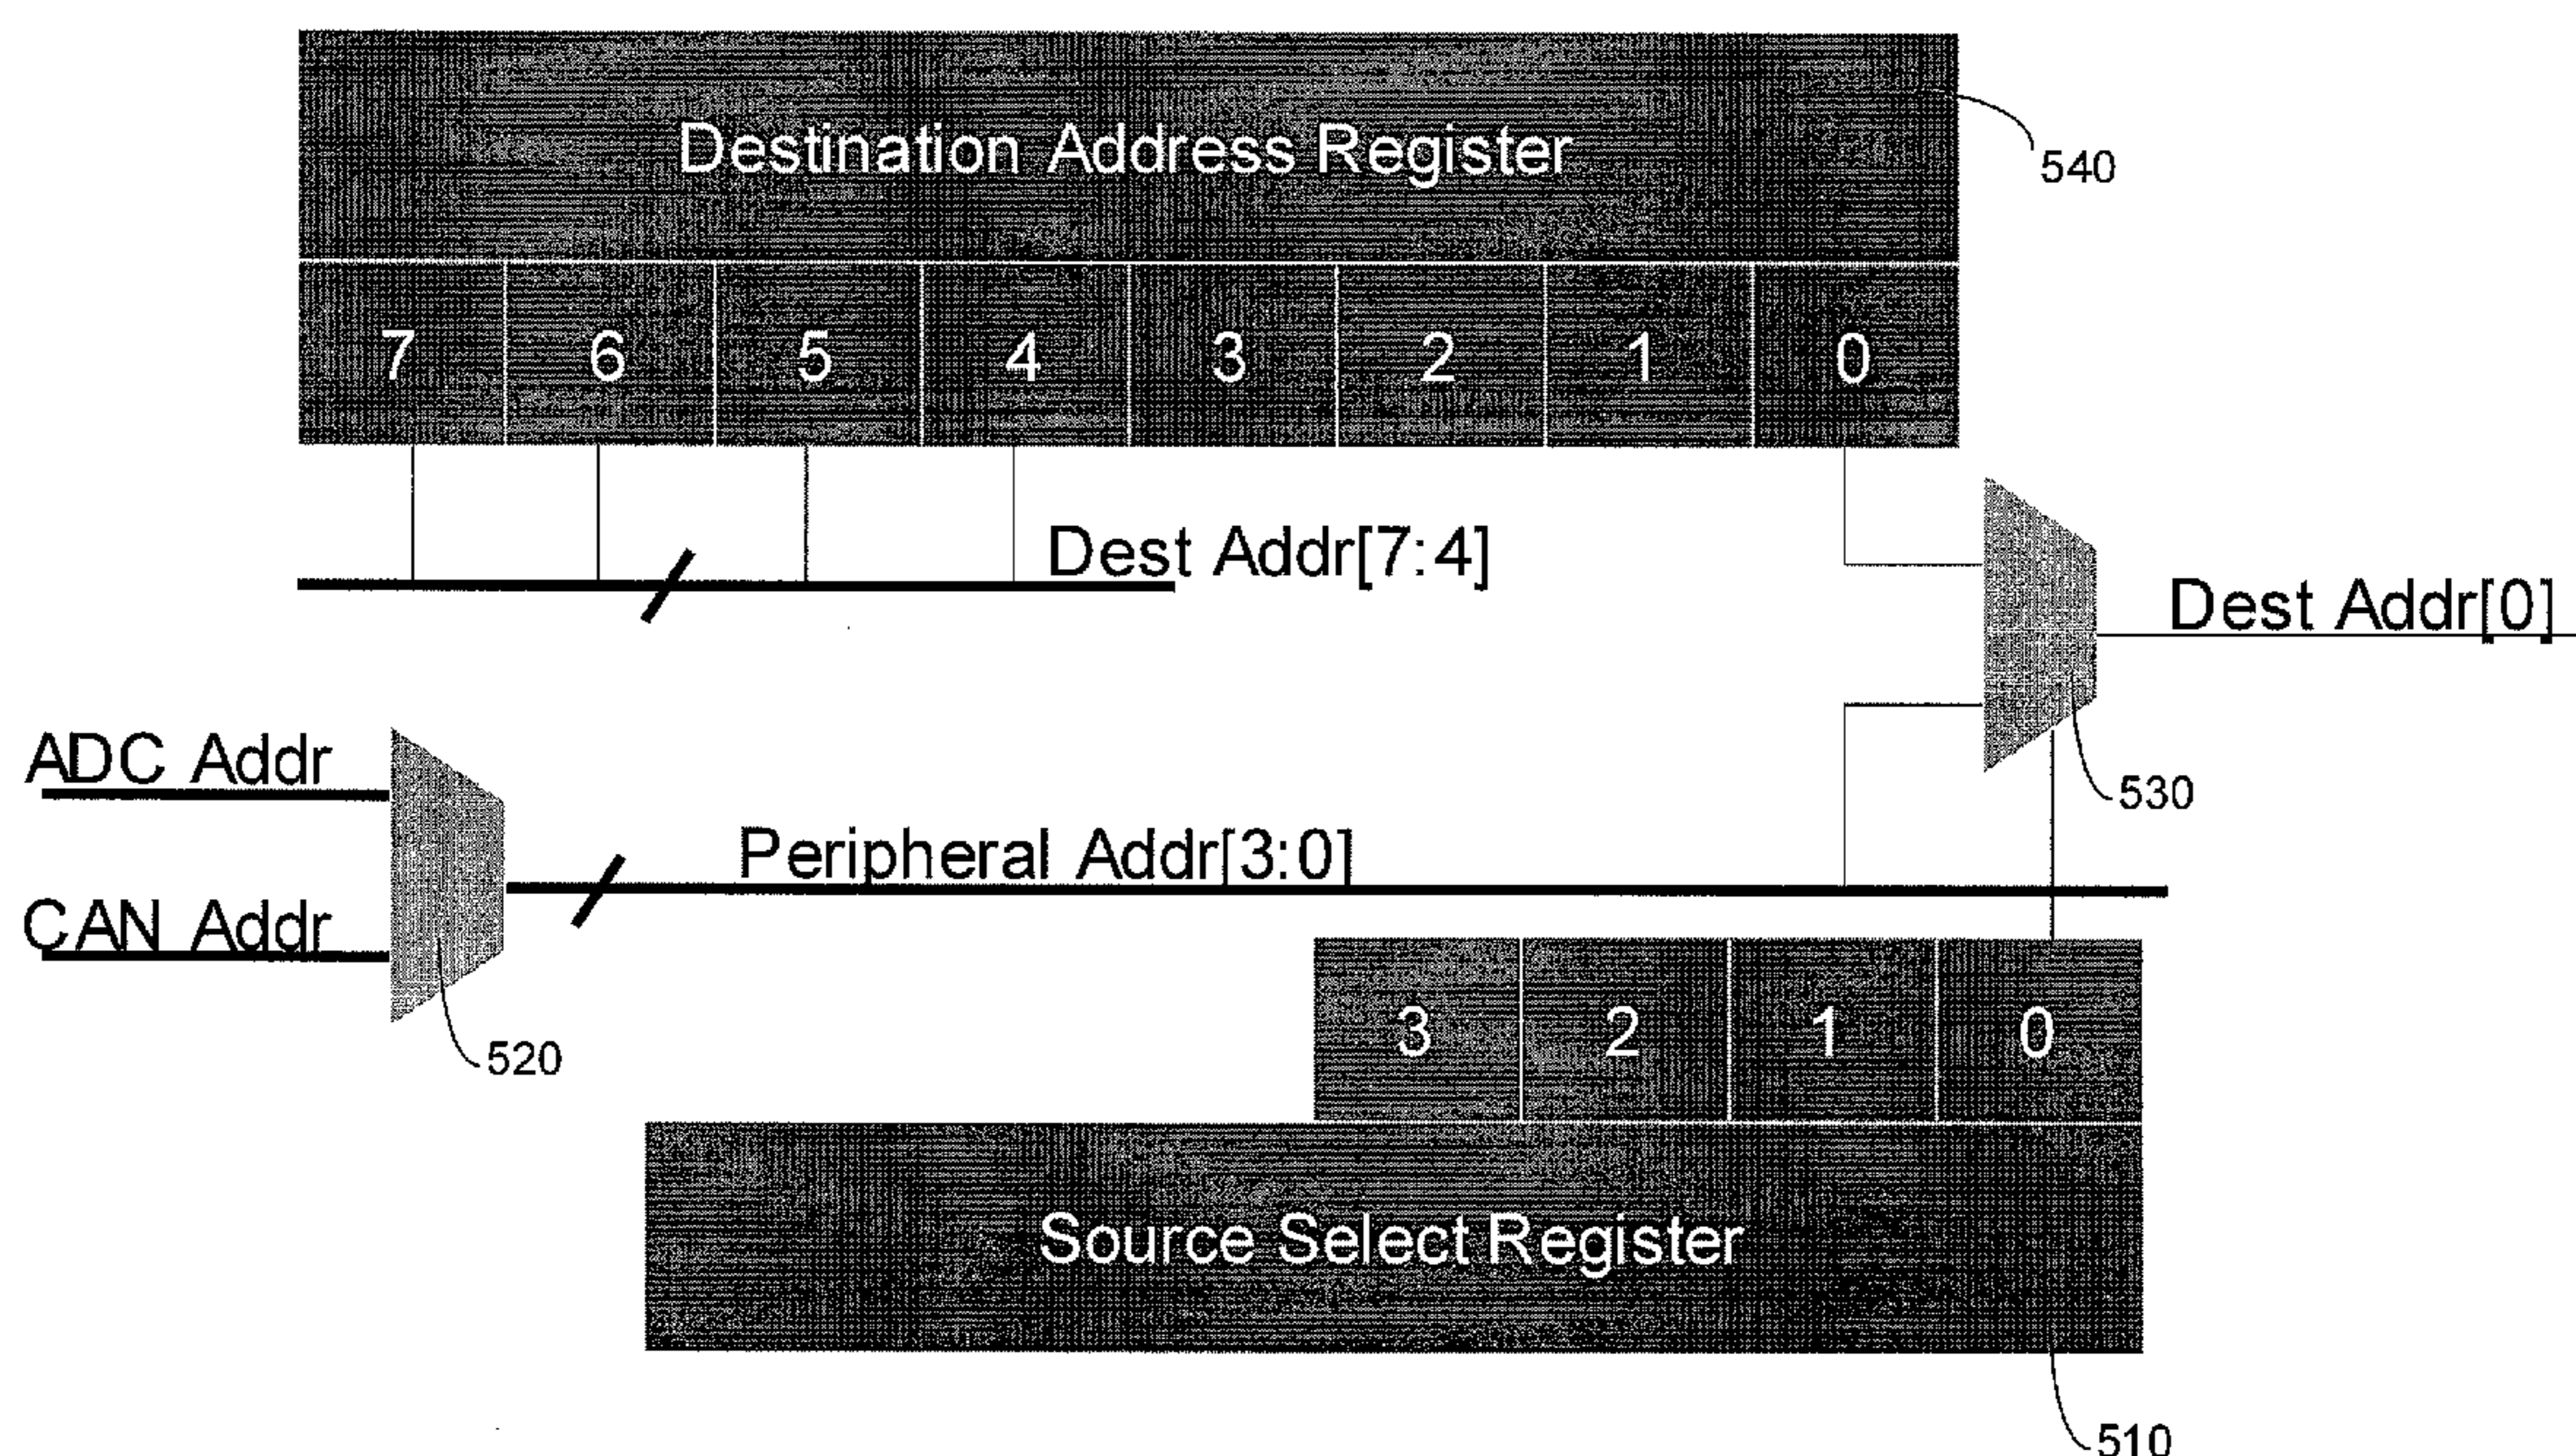 Destination Address Register
540
7 6 5 4 3 2 1 0
Dest Addr[7:4]
Dest Addr[0]
ADC Addr
530
Peripheral Addr[3:0]
CAN Addr
520
3 2 1 0
Source Select Register
510